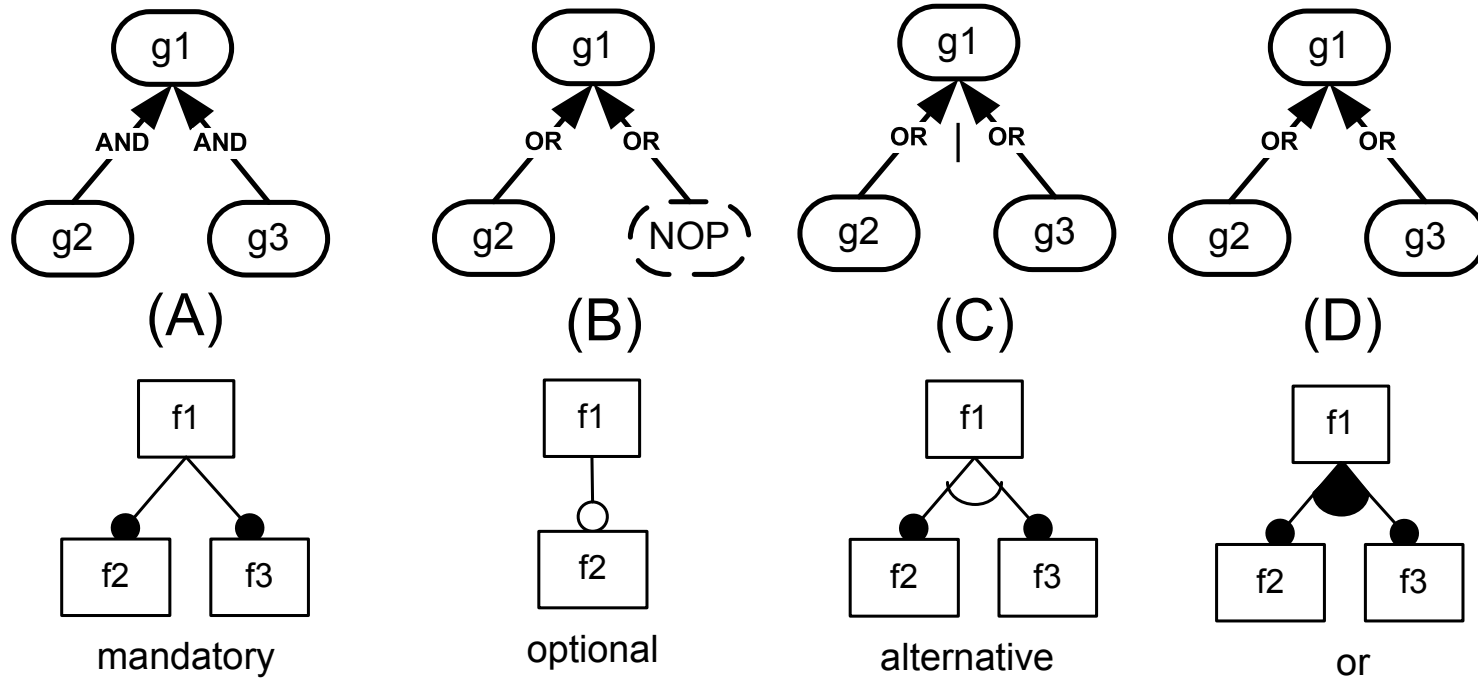 g1 g1 g1 g1
AND AND OR OR OR | OR OR OR
g2 g3 g2 NOP g2 g3 g2 g3
(A) (B) (C) (D)
f1 f1 f1 f1
f2 f3 f2 f2 f3 f2 f3
mandatory optional alternative or